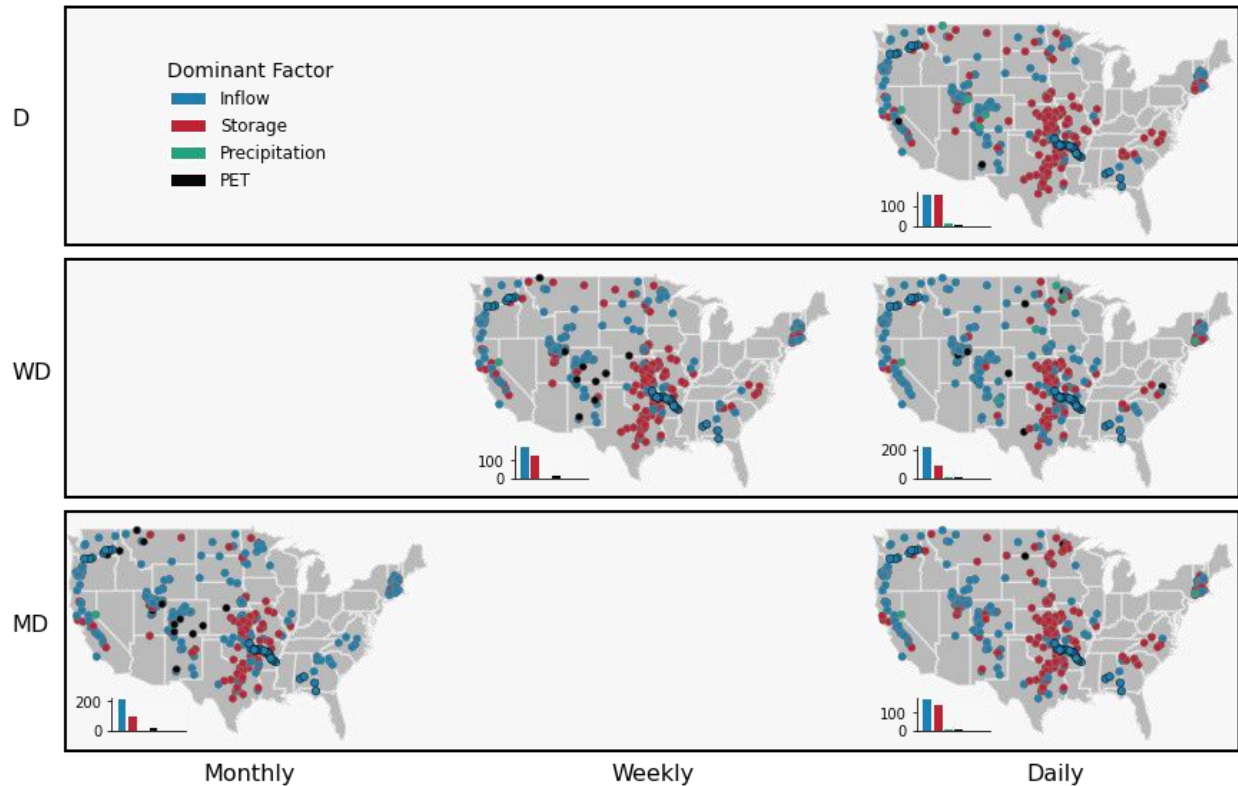 Dominant Factor
Inflow
Storage
Precipitation
PET
D
100
0
WD
100
0
200
0
MD
200
0
100
0
Monthly
Weekly
Daily